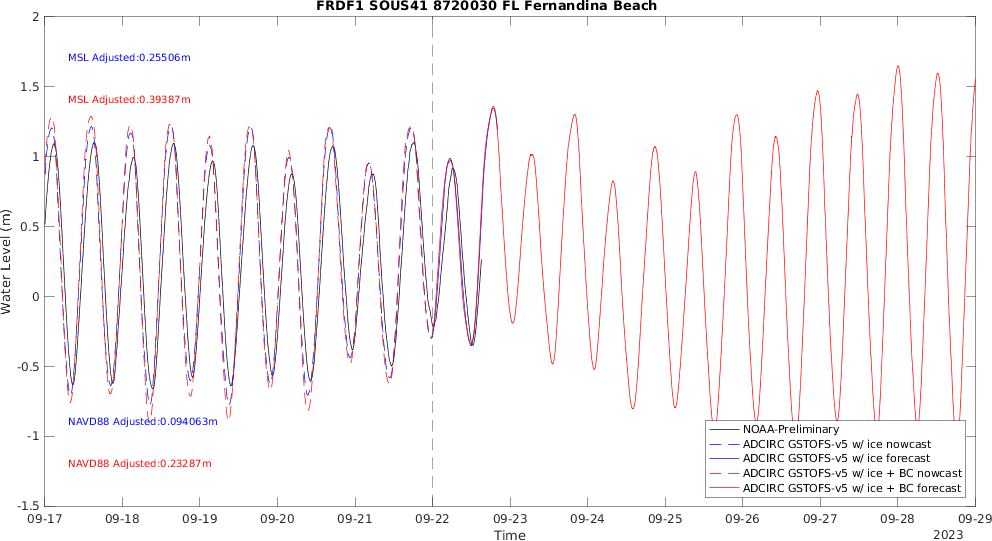 FRDF1 SOUS41 8720030 FL Fernandina Beach
2
1.5
1
0.5
0
-0.5
-1
-1.5
Water Level (m)
MSL Adjusted:0.25506m
MSL Adjusted:0.39387m
NAVD88 Adjusted:0.094063m
NAVD88 Adjusted:0.23287m
NOAA-Preliminary
ADCIRC GSTOFS-v5 w/ ice nowcast
ADCIRC GSTOFS-v5 w/ ice forecast
ADCIRC GSTOFS-v5 w/ ice + BC nowcast
ADCIRC GSTOFS-v5 w/ ice + BC forecast
09-17 09-18 09-19 09-20 09-21 09-22 09-23 09-24 09-25 09-26 09-27 09-28 09-29
Time
2023